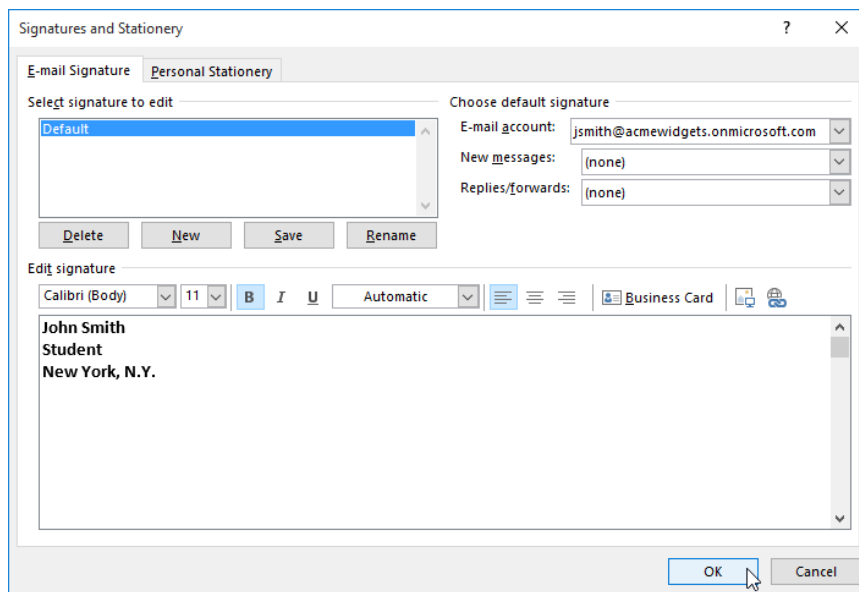 Signatures and Stationery ?
E-mail Signature Personal Stationery
Select signature to edit
Default
Delete New Save Rename
Choose default signature
E-mail account: jsmith@acmewidgets.onmicrosoft.com
New messages: (none)
Replies/forwards: (none)
Edit signature
Calibri (Body) 11 B I U Automatic Business Card
John Smith
Student
New York, N.Y.
OK Cancel